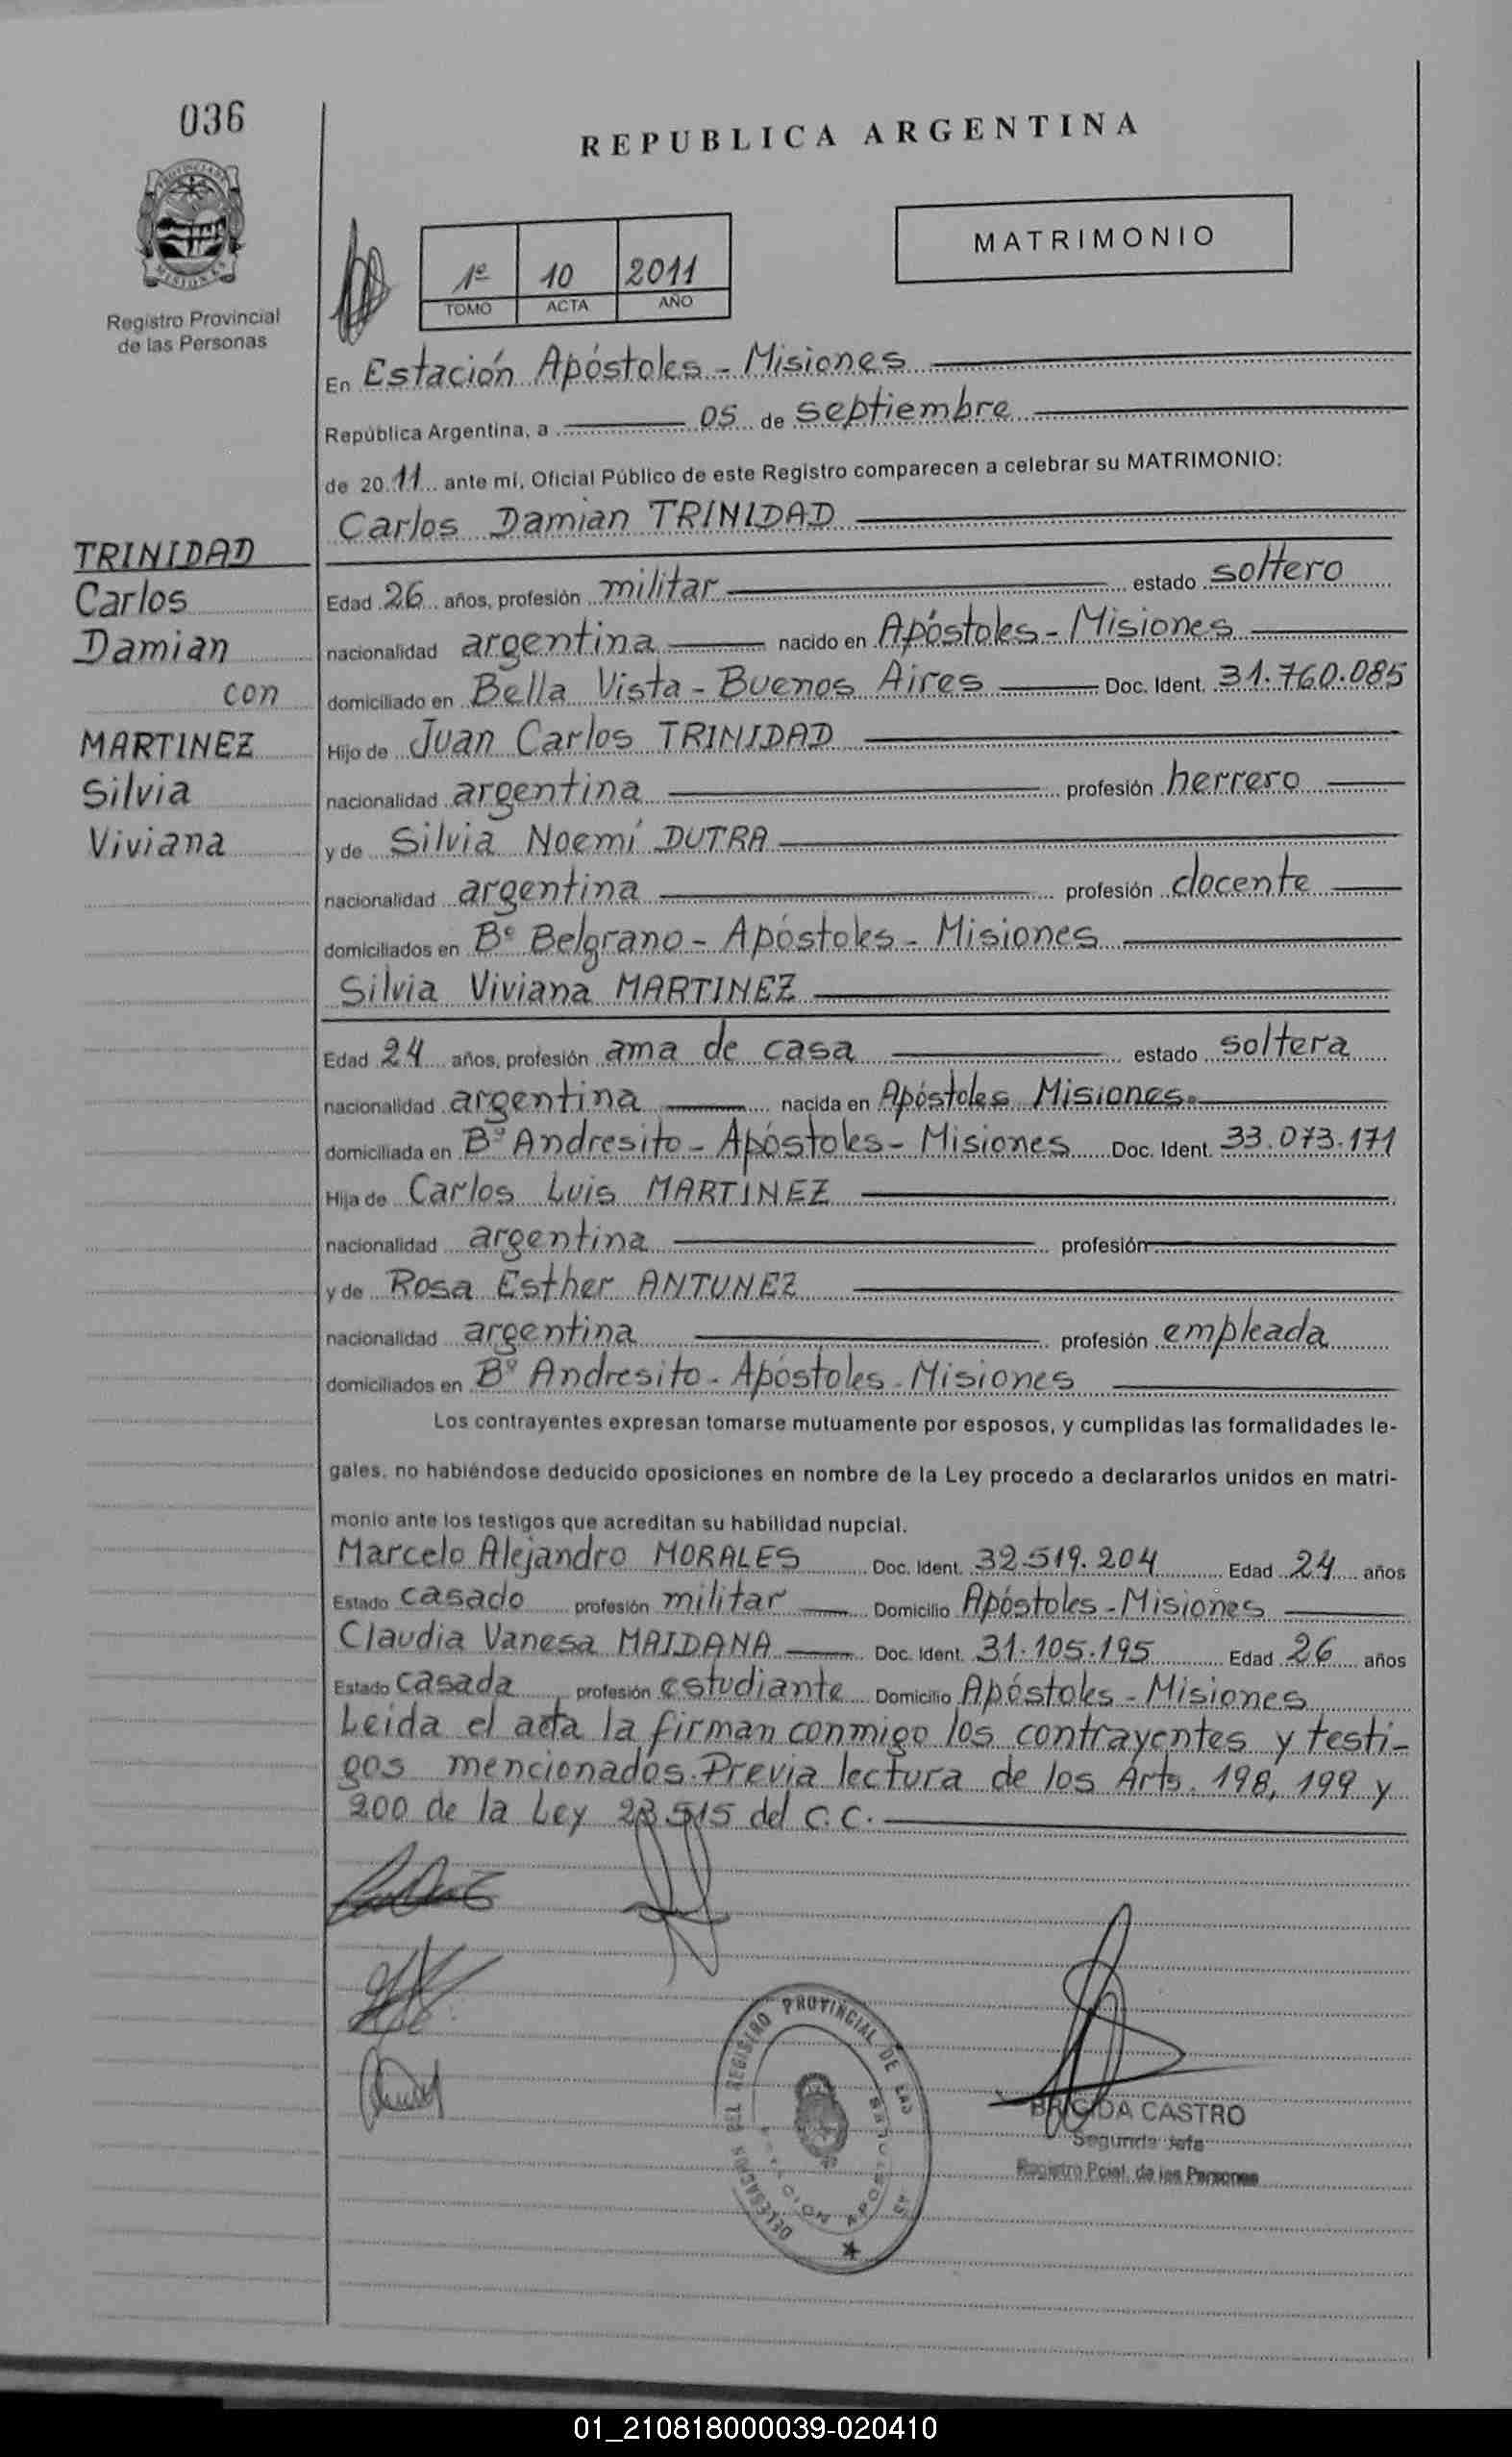 036
REPUBLICA ARGENTINA
PROVINCIA DE
MISIONES
Registro Provincial
de las Personas
1º 10 2011
TOMO ACTA AÑO
MATRIMONIO
En Estación Apóstoles - Misiones
República Argentina, a 05 de septiembre
de 2011 ante mí, Oficial Público de este Registro comparecen a celebrar su MATRIMONIO:
Carlos Damian TRINIDAD
TRINIDAD
Carlos
Damian
con
MARTINEZ
Silvia
Viviana
Edad 26 años, profesión militar estado soltero
nacionalidad argentina nacido en Apóstoles - Misiones
domiciliado en Bella Vista - Buenos Aires Doc. Ident. 31.760.085
Hijo de Juan Carlos TRINIDAD
nacionalidad argentina profesión herrero
y de Silvia Noemí DUTRA
nacionalidad argentina profesión docente
domiciliados en Bº Belgrano - Apóstoles - Misiones
Silvia Viviana MARTINEZ
Edad 24 años, profesión ama de casa estado soltera
nacionalidad argentina nacida en Apóstoles Misiones.
domiciliada en Bº Andresito - Apóstoles - Misiones Doc. Ident. 33.073.171
Hija de Carlos Luis MARTINEZ
nacionalidad argentina profesión
y de Rosa Esther ANTUNEZ
nacionalidad argentina profesión empleada
domiciliados en Bº Andresito - Apóstoles - Misiones
Los contrayentes expresan tomarse mutuamente por esposos, y cumplidas las formalidades le-
gales, no habiéndose deducido oposiciones en nombre de la Ley procedo a declararlos unidos en matri-
monio ante los testigos que acreditan su habilidad nupcial.
Marcelo Alejandro MORALES Doc. Ident. 32.519.204 Edad 24 años
Estado casado profesión militar Domicilio Apóstoles - Misiones
Claudia Vanesa MAIDANA Doc. Ident. 31.105.195 Edad 26 años
Estado casada profesión estudiante Domicilio Apóstoles - Misiones
Leída el acta la firman conmigo los contrayentes y testi-
gos mencionados. Previa lectura de los Arts. 198, 199 y
200 de la Ley 23.515 del C.C.
DELEGACION DEL REGISTRO PROVINCIAL DE LAS
BRIGIDA CASTRO
Segunda Jefa
Registro Pcial. de las Personas
01_210818000039-020410